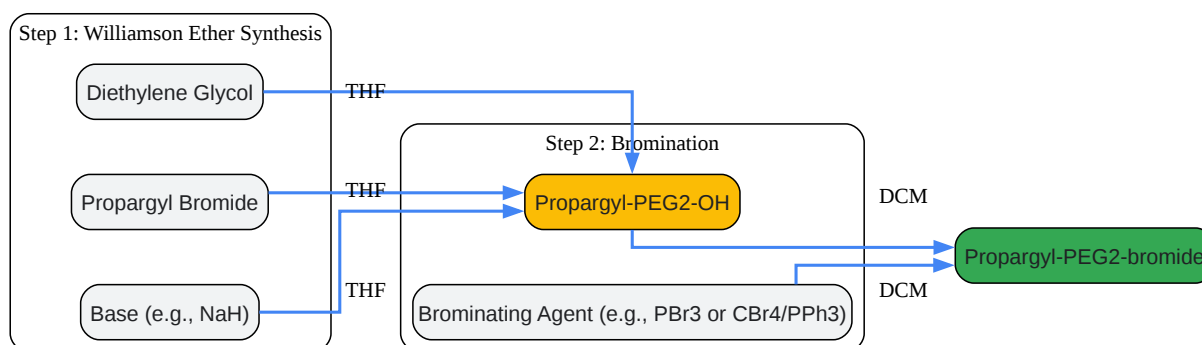 Step 1: Williamson Ether Synthesis
Diethylene Glycol
THF
Propargyl Bromide
THF
Base (e.g., NaH)
THF
Step 2: Bromination
Propargyl-PEG2-OH
Brominating Agent (e.g., PBr3 or CBr4/PPh3)
DCM
DCM
Propargyl-PEG2-bromide